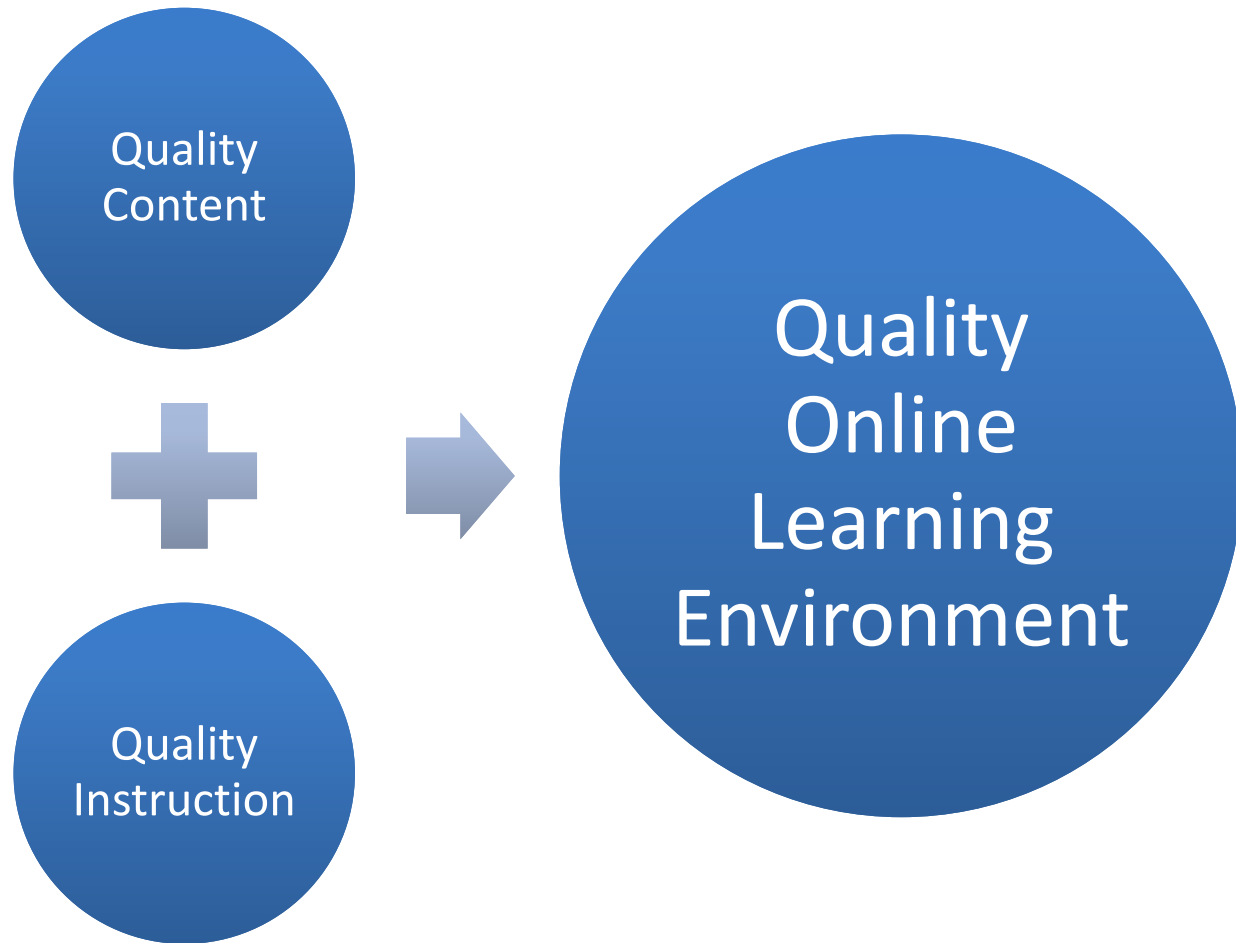 Quality
Content
Quality
Instruction
Quality
Online
Learning
Environment